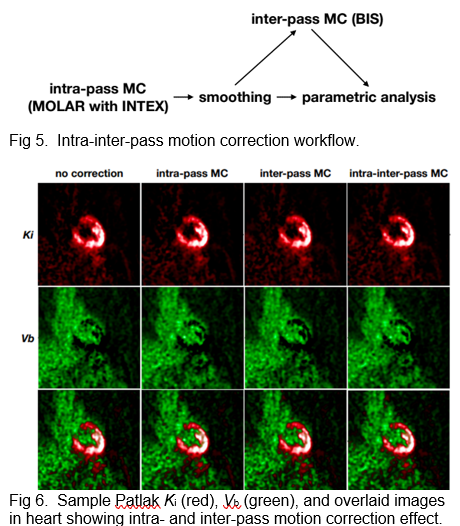 inter-pass MC (BIS)
intra-pass MC
(MOLAR with INTEX)
smoothing
parametric analysis
Fig 5. Intra-inter-pass motion correction workflow.
no correction
intra-pass MC
inter-pass MC
intra-inter-pass MC
Ki
Vb
Fig 6. Sample Patlak Ki (red), Vb (green), and overlaid images
in heart showing intra- and inter-pass motion correction effect.